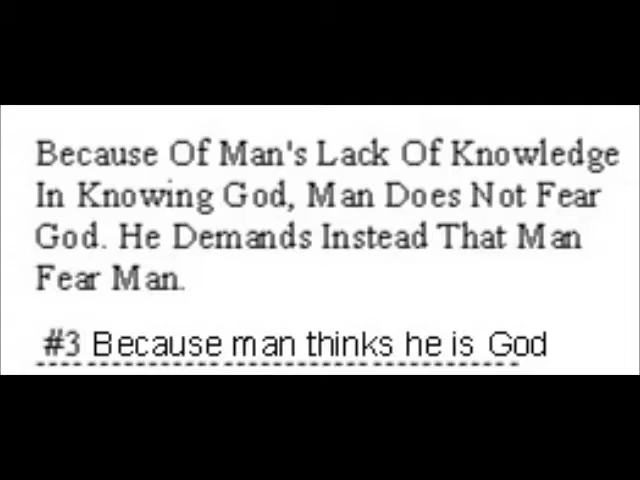 Because Of Man's Lack Of Knowledge
In Knowing God, Man Does Not Fear
God. He Demands Instead That Man
Fear Man.
#3 Because man thinks he is God